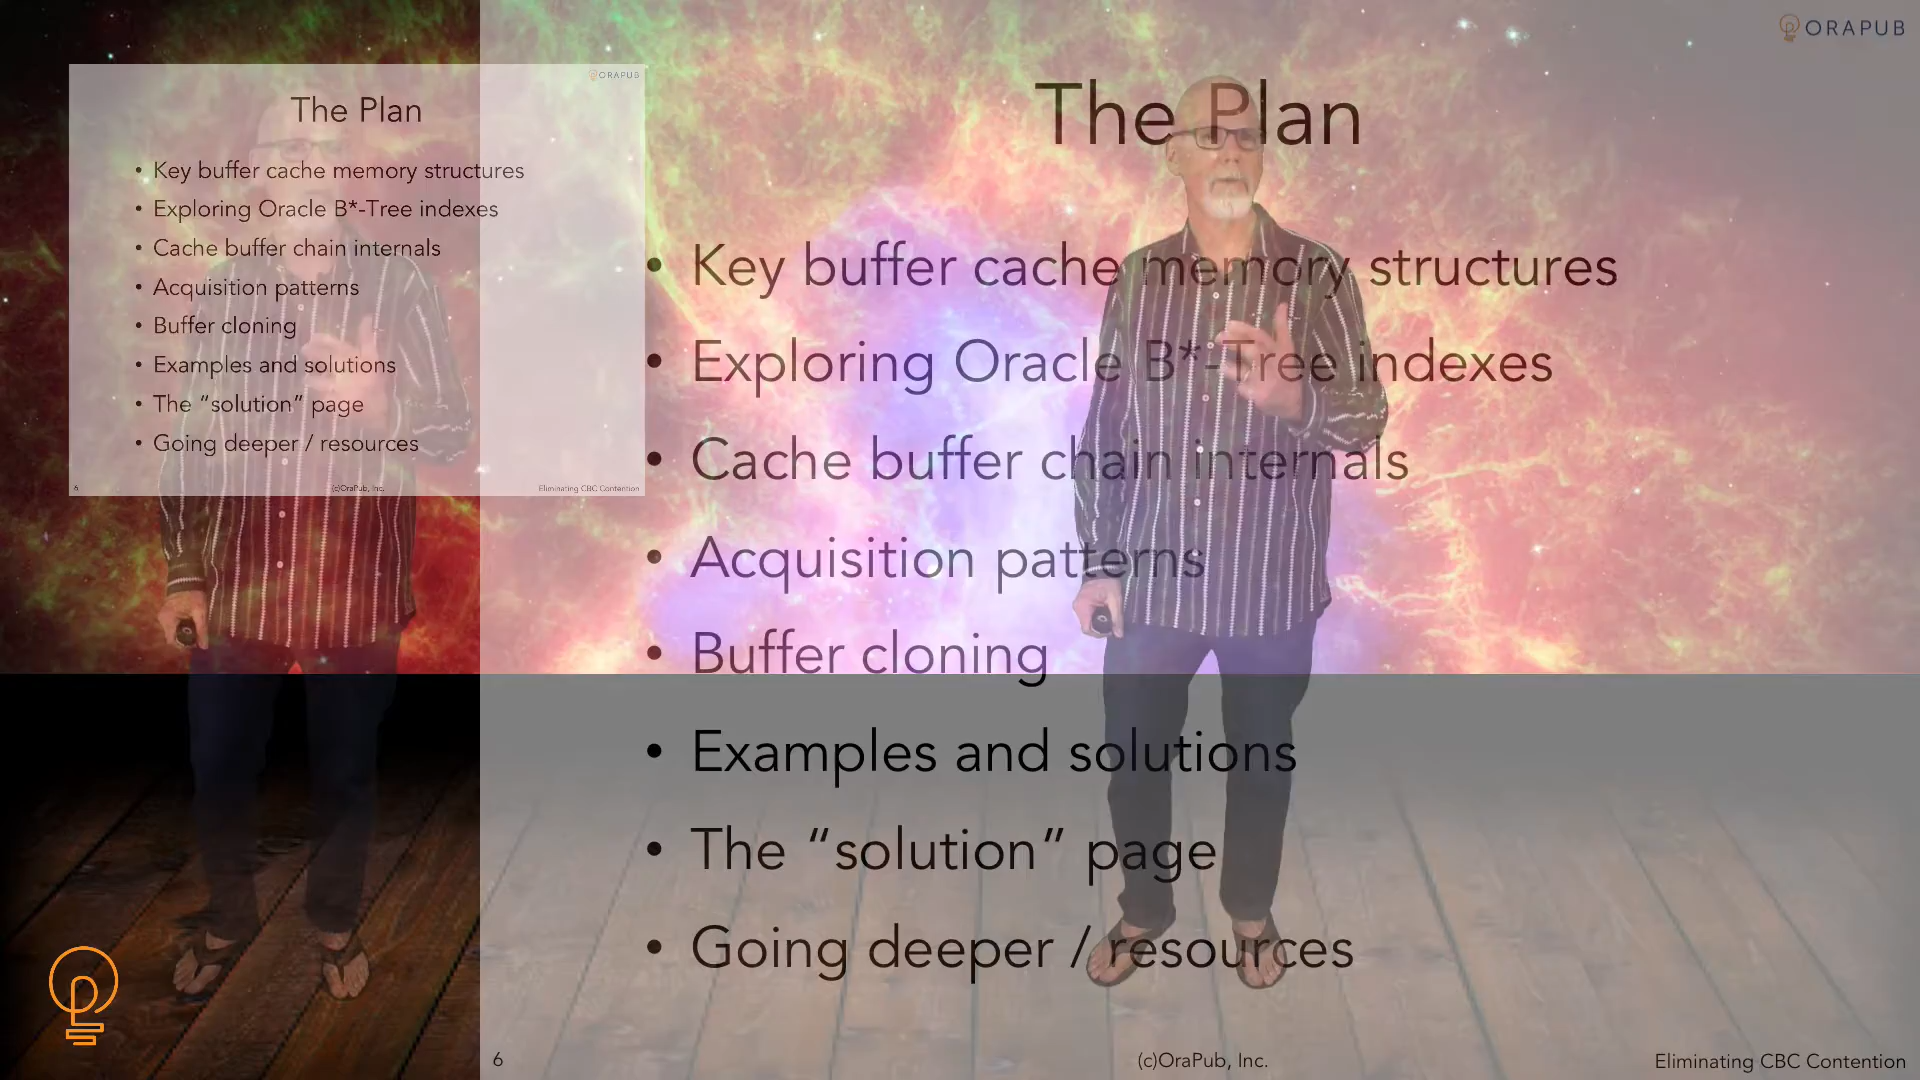 ORAPUB
The Plan
• Key buffer cache memory structures
• Exploring Oracle B*-Tree indexes
• Cache buffer chain internals
• Acquisition patterns
• Buffer cloning
• Examples and solutions
• The “solution” page
• Going deeper / resources
6 (c)OraPub, Inc. Eliminating CBC Contention
ORAPUB
The Plan
• Key buffer cache memory structures
• Exploring Oracle B*-Tree indexes
• Cache buffer chain internals
• Acquisition patterns
• Buffer cloning
• Examples and solutions
• The “solution” page
• Going deeper / resources
6 (c)OraPub, Inc. Eliminating CBC Contention